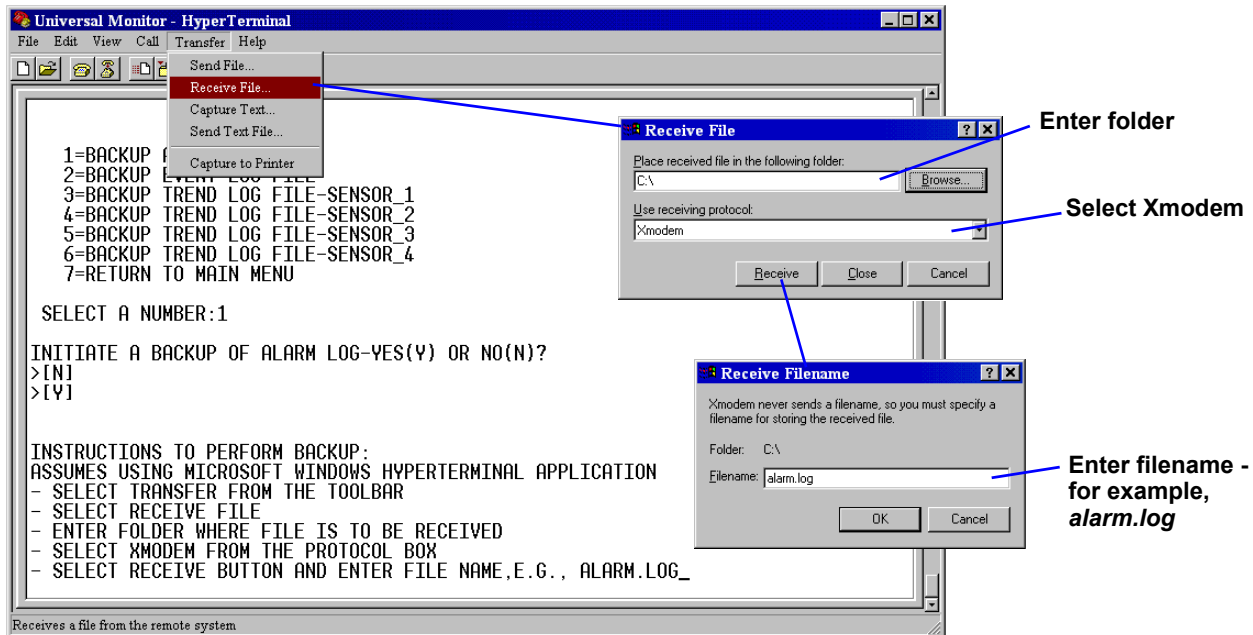 Universal Monitor - HyperTerminal
File Edit View Call Transfer Help
Send File...
Receive File...
Capture Text...
Send Text File...
Capture to Printer
1=BACKUP
2=BACKUP EVENT LOG FILE
3=BACKUP TREND LOG FILE-SENSOR_1
4=BACKUP TREND LOG FILE-SENSOR_2
5=BACKUP TREND LOG FILE-SENSOR_3
6=BACKUP TREND LOG FILE-SENSOR_4
7=RETURN TO MAIN MENU
SELECT A NUMBER:1
INITIATE A BACKUP OF ALARM LOG-YES(Y) OR NO(N)?
>[N]
>[Y]
INSTRUCTIONS TO PERFORM BACKUP:
ASSUMES USING MICROSOFT WINDOWS HYPERTERMINAL APPLICATION
- SELECT TRANSFER FROM THE TOOLBAR
- SELECT RECEIVE FILE
- ENTER FOLDER WHERE FILE IS TO BE RECEIVED
- SELECT XMODEM FROM THE PROTOCOL BOX
- SELECT RECEIVE BUTTON AND ENTER FILE NAME,E.G., ALARM.LOG_
Receives a file from the remote system
Receive File
Place received file in the following folder:
C:\
Browse...
Use receiving protocol:
Xmodem
Receive Close Cancel
Enter folder
Select Xmodem
Receive Filename
Xmodem never sends a filename, so you must specify a
filename for storing the received file.
Folder: C:\
Filename: alarm.log
OK Cancel
Enter filename -
for example,
alarm.log